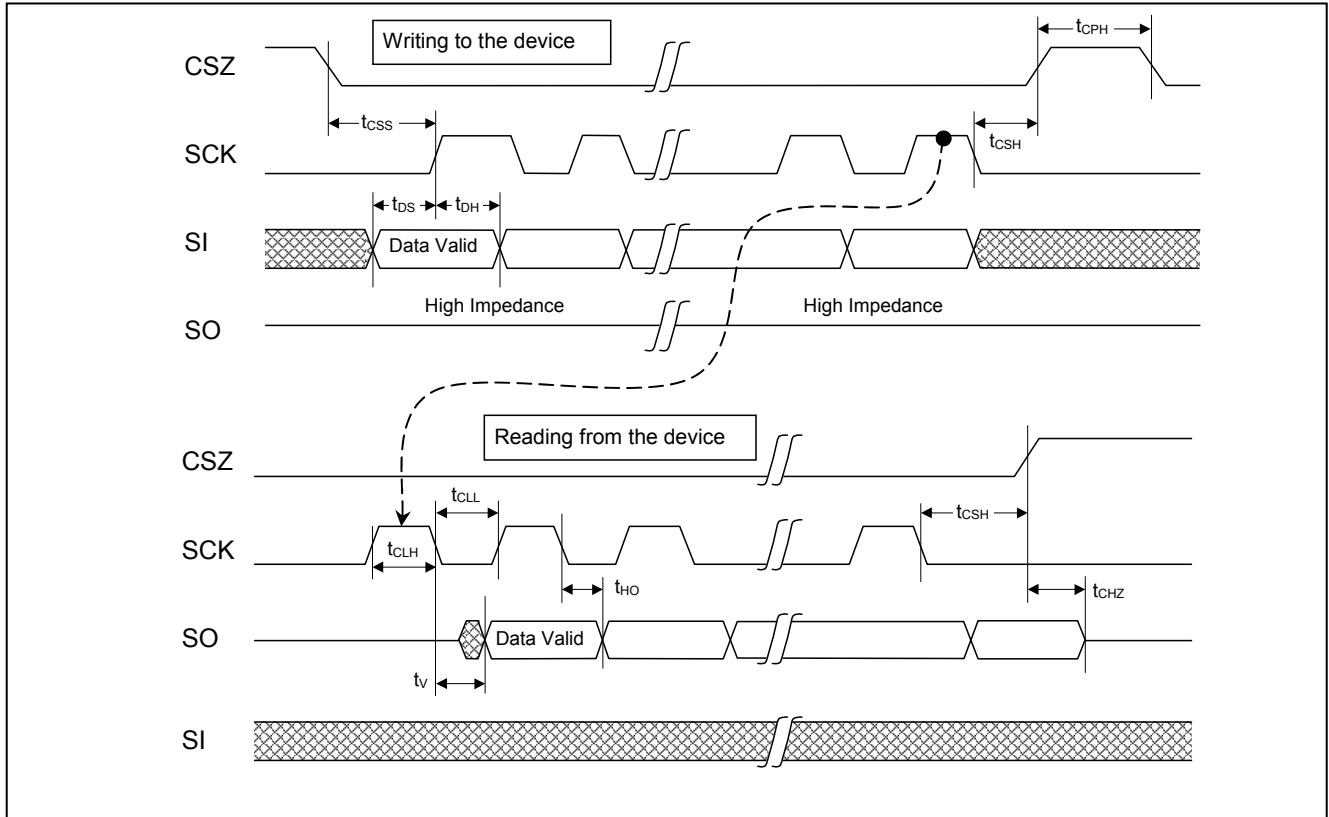 Writing to the device
tCPH
CSZ
tCSS
tCSH
SCK
tDS
tDH
SI
Data Valid
High Impedance
High Impedance
SO
Reading from the device
CSZ
tCLL
tCSH
SCK
tCLH
tHO
tCHZ
SO
Data Valid
tV
SI